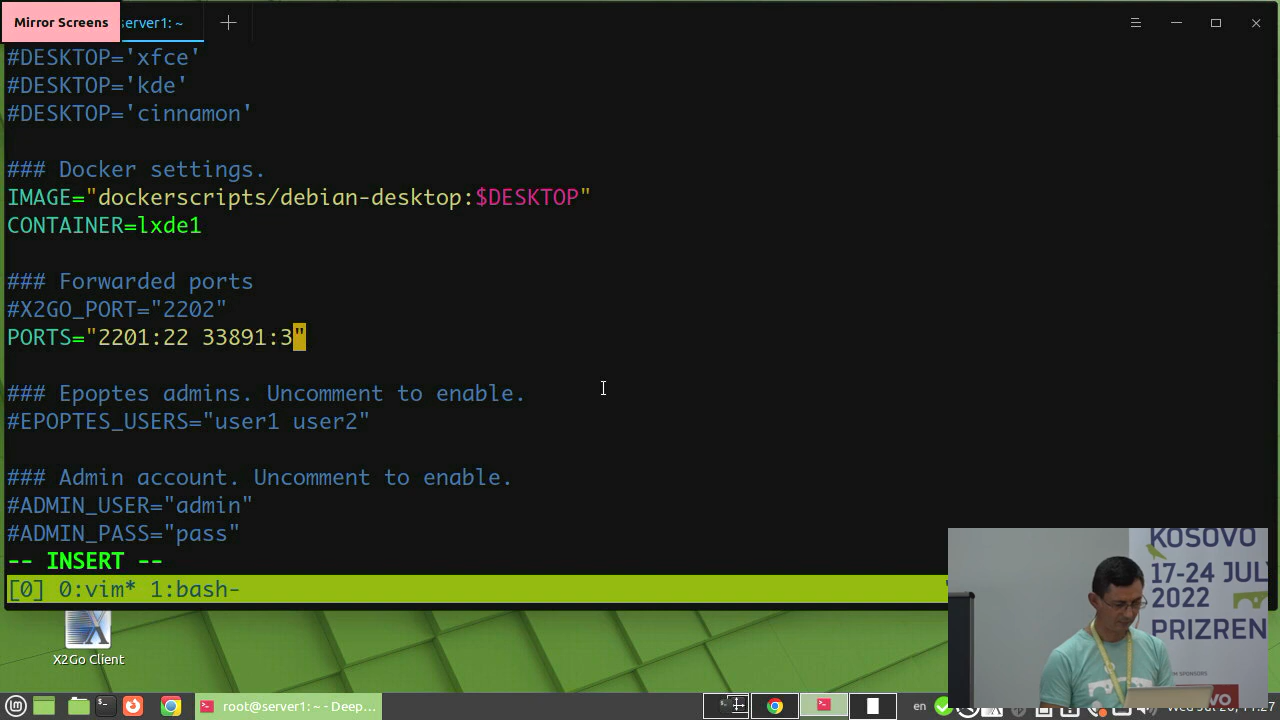 Mirror Screens
server1: ~
#DESKTOP='xfce'
#DESKTOP='kde'
#DESKTOP='cinnamon'
### Docker settings.
IMAGE="dockerscripts/debian-desktop:$DESKTOP"
CONTAINER=lxde1
### Forwarded ports
#X2GO_PORT="2202"
PORTS="2201:22 33891:3"
### Epoptes admins. Uncomment to enable.
#EPOPTES_USERS="user1 user2"
### Admin account. Uncomment to enable.
#ADMIN_USER="admin"
#ADMIN_PASS="pass"
-- INSERT --
[0] 0:vim* 1:bash-
X2Go Client
KOSOVO
17-24 JUL
2022
PRIZREN
root@server1: ~ - Deep...
en